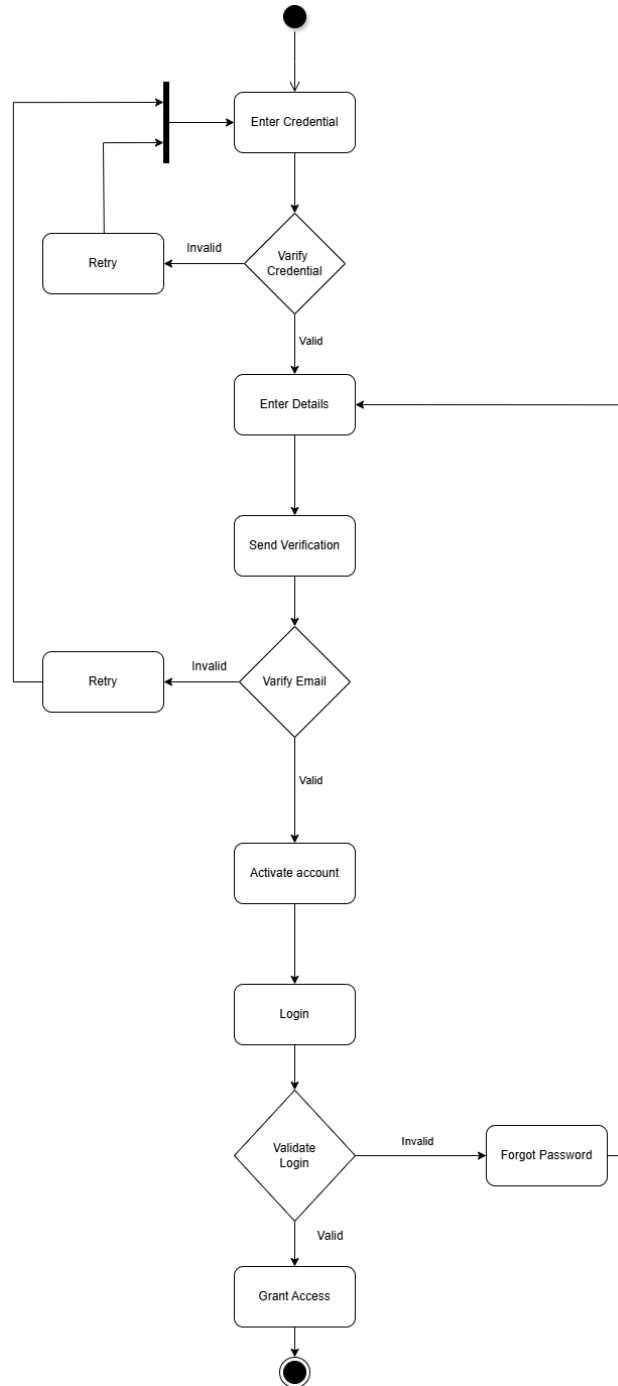 Enter Credential
Invalid
Retry
Varify
Credential
Valid
Enter Details
Send Verification
Invalid
Retry
Varify Email
Valid
Activate account
Login
Validate
Login
Invalid
Forgot Password
Valid
Grant Access